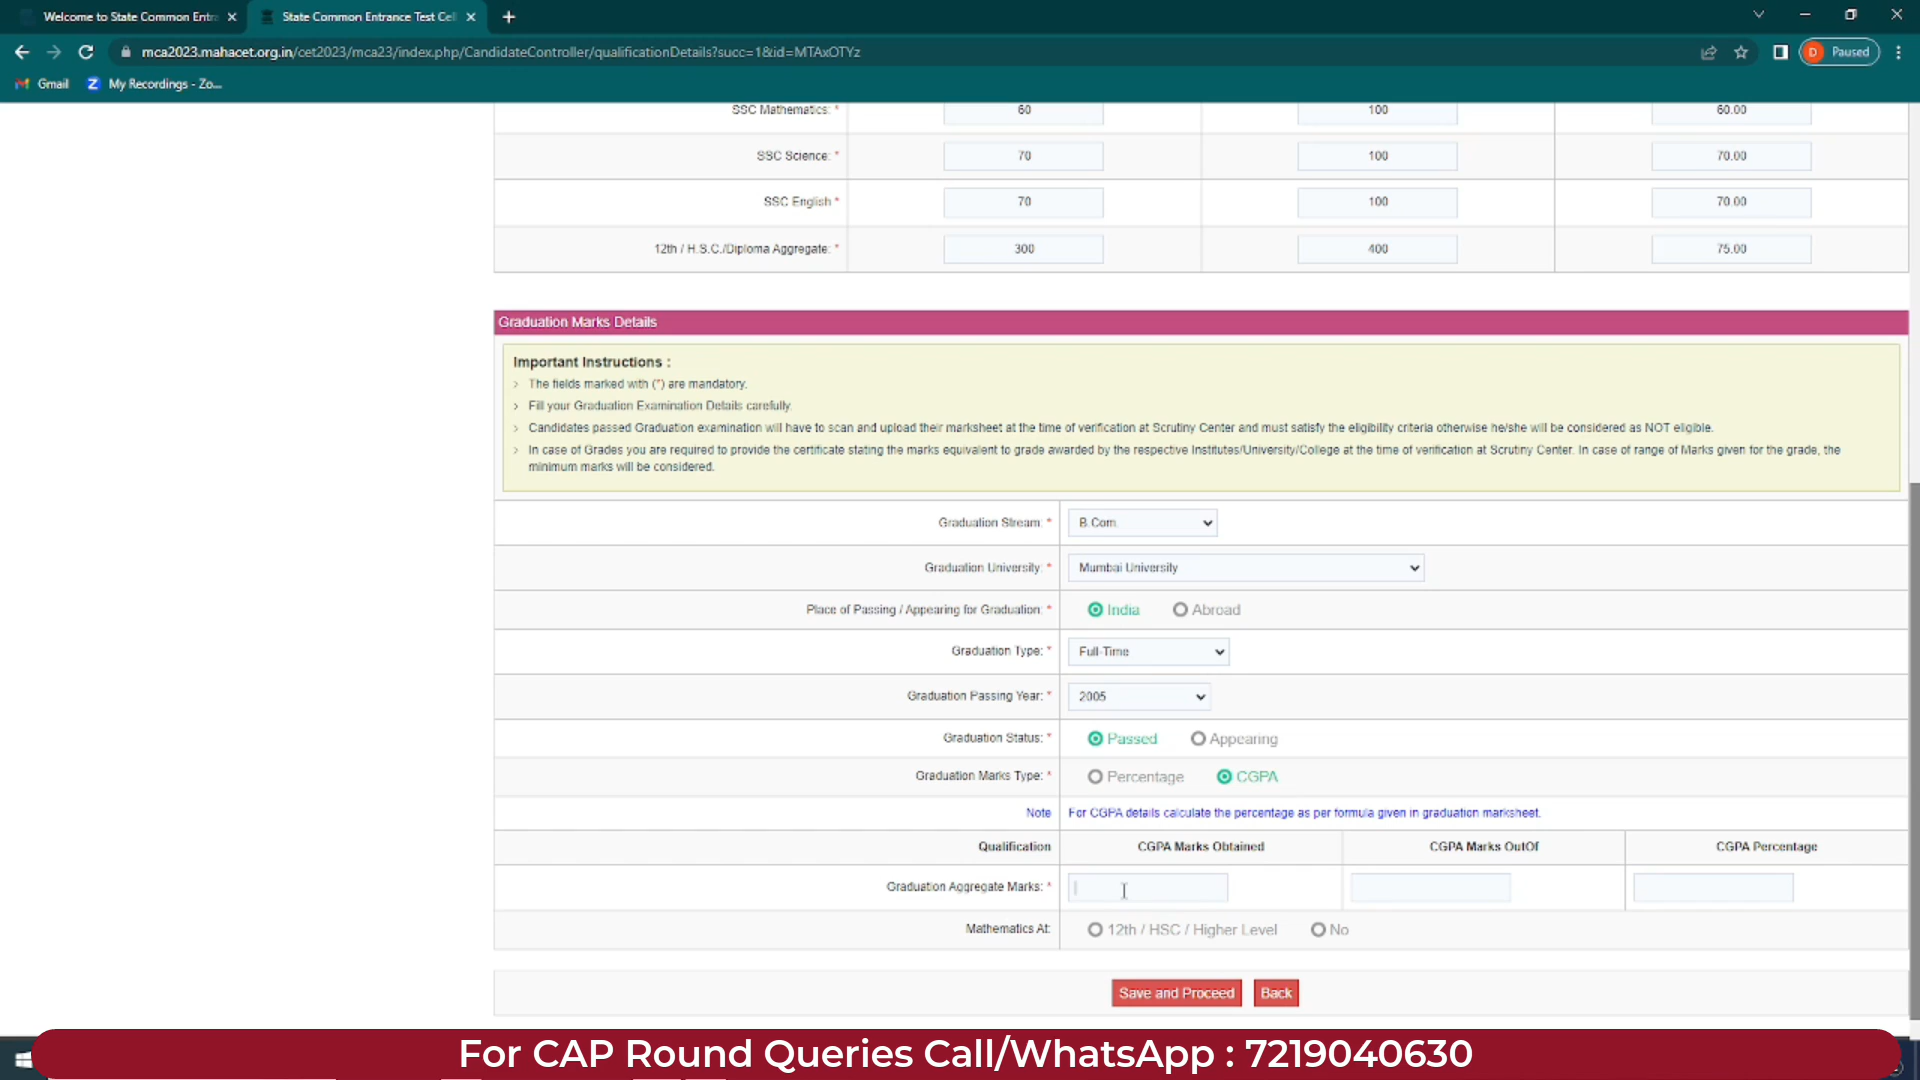 Welcome to State Common Entr
State Common Entrance Test Cell
mca2023.mahacet.org.in/cet2023/mca23/index.php/CandidateController/qualificationDetails?succ=1&id=MTAxOTYz
D Paused
Gmail
My Recordings - Zo...
SSC Mathematics: * 60 100 60.00
SSC Science: * 70 100 70.00
SSC English * 70 100 70.00
12th / H.S.C./Diploma Aggregate: * 300 400 75.00
Graduation Marks Details
Important Instructions :
The fields marked with (*) are mandatory.
Fill your Graduation Examination Details carefully.
Candidates passed Graduation examination will have to scan and upload their marksheet at the time of verification at Scrutiny Center and must satisfy the eligibility criteria otherwise he/she will be considered as NOT eligible.
In case of Grades you are required to provide the certificate stating the marks equivalent to grade awarded by the respective Institutes/University/College at the time of verification at Scrutiny Center. In case of range of Marks given for the grade, the
minimum marks will be considered.
Graduation Stream: * B.Com.
Graduation University: * Mumbai University
Place of Passing / Appearing for Graduation: * India Abroad
Graduation Type: * Full-Time
Graduation Passing Year: * 2005
Graduation Status: * Passed Appearing
Graduation Marks Type: * Percentage CGPA
Note For CGPA details calculate the percentage as per formula given in graduation marksheet.
Qualification CGPA Marks Obtained CGPA Marks OutOf CGPA Percentage
Graduation Aggregate Marks: *
Mathematics At: 12th / HSC / Higher Level No
Save and Proceed Back
For CAP Round Queries Call/WhatsApp : 7219040630